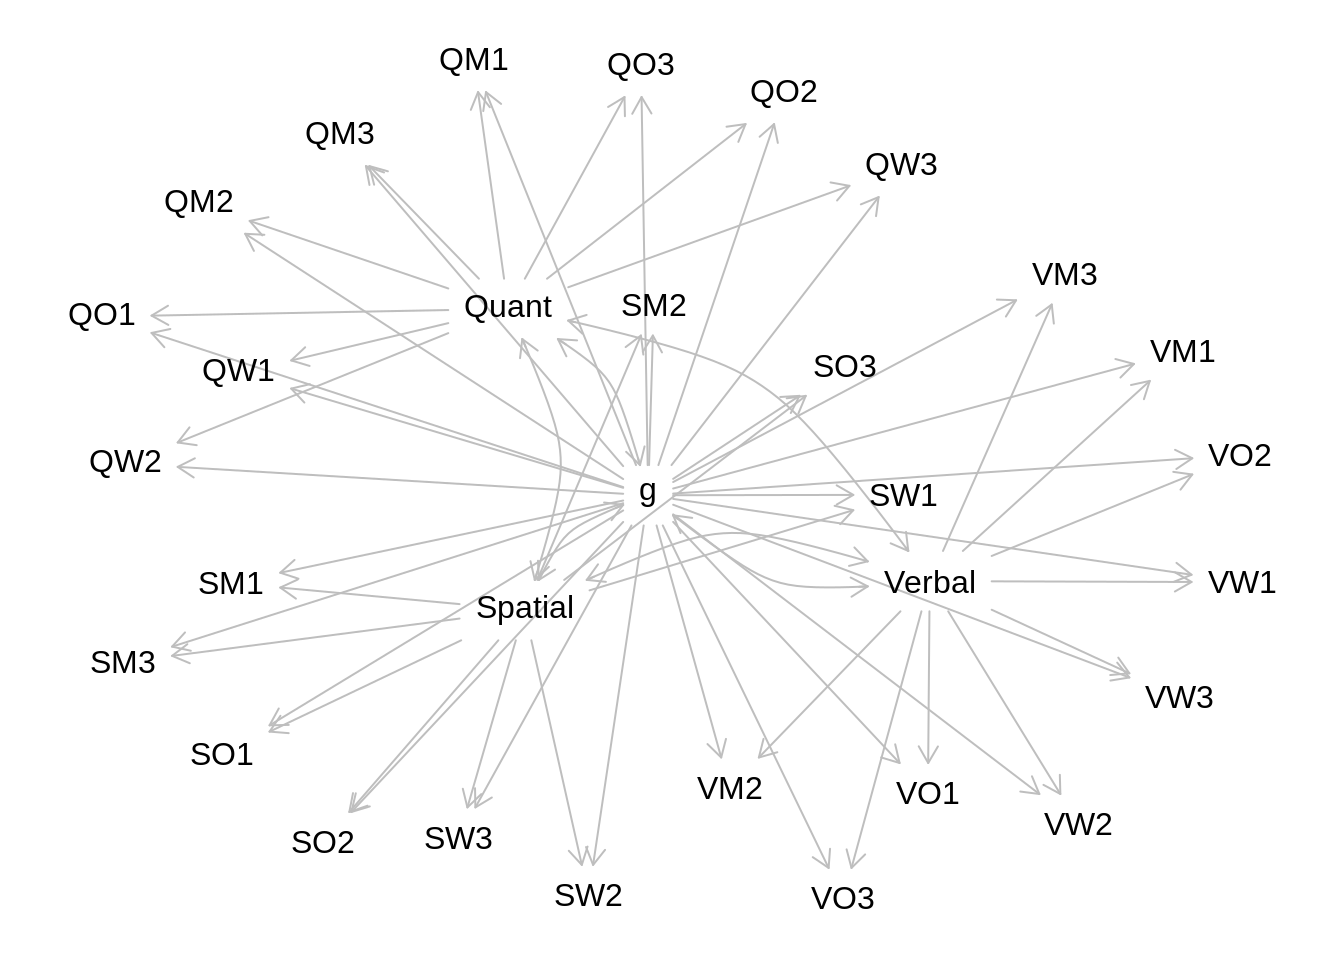 QM1
QO3
QO2
QM3
QW3
QM2
VM3
Quant
SM2
QO1
VM1
QW1
SO3
QW2
VO2
g
SW1
SM1
Verbal
VW1
Spatial
SM3
VW3
SO1
VM2
VO1
VW2
SO2
SW3
SW2
VO3